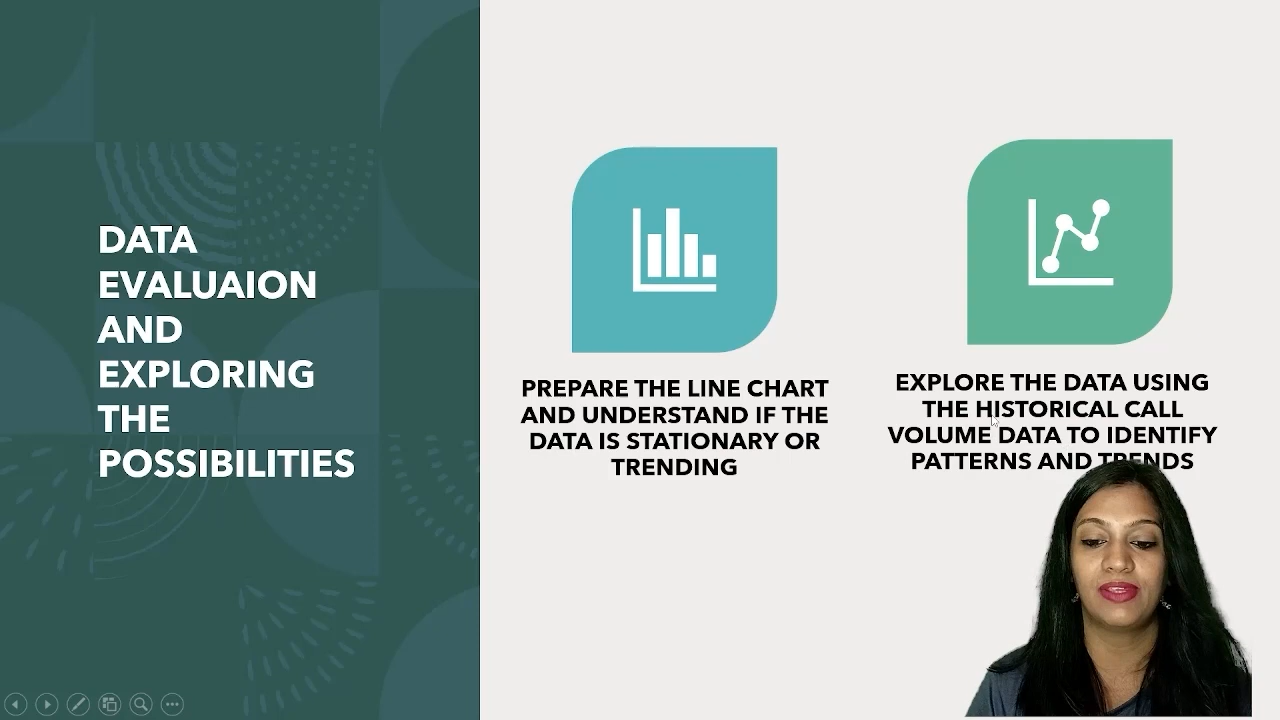 DATA
EVALUAION
AND
EXPLORING
THE
POSSIBILITIES
PREPARE THE LINE CHART
AND UNDERSTAND IF THE
DATA IS STATIONARY OR
TRENDING
EXPLORE THE DATA USING
THE HISTORICAL CALL
VOLUME DATA TO IDENTIFY
PATTERNS AND TRENDS